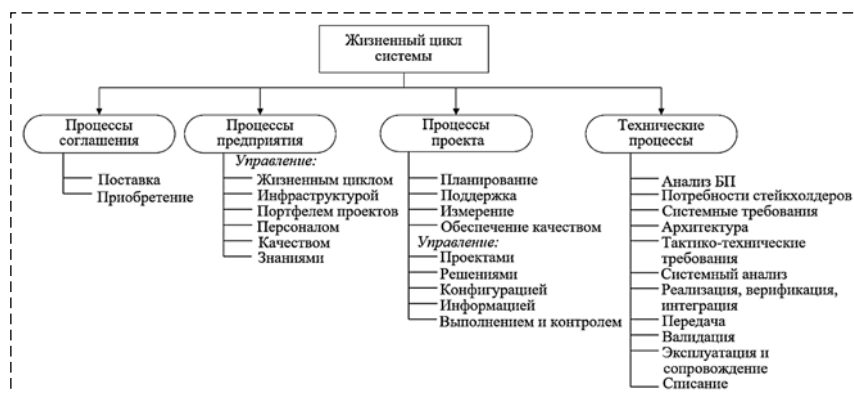 Жизненный цикл
системы
Процессы
соглашения
Поставка
Приобретение
Процессы
предприятия
Управление:
Жизненным циклом
Инфраструктурой
Портфелем проектов
Персоналом
Качеством
Знаниями
Процессы
проекта
Планирование
Поддержка
Измерение
Обеспечение качеством
Управление:
Проектами
Решениями
Конфигурацией
Информацией
Выполнением и контролем
Технические
процессы
Анализ БП
Потребности стейкхолдеров
Системные требования
Архитектура
Тактико-технические
требования
Системный анализ
Реализация, верификация,
интеграция
Передача
Валидация
Эксплуатация и
сопровождение
Списание